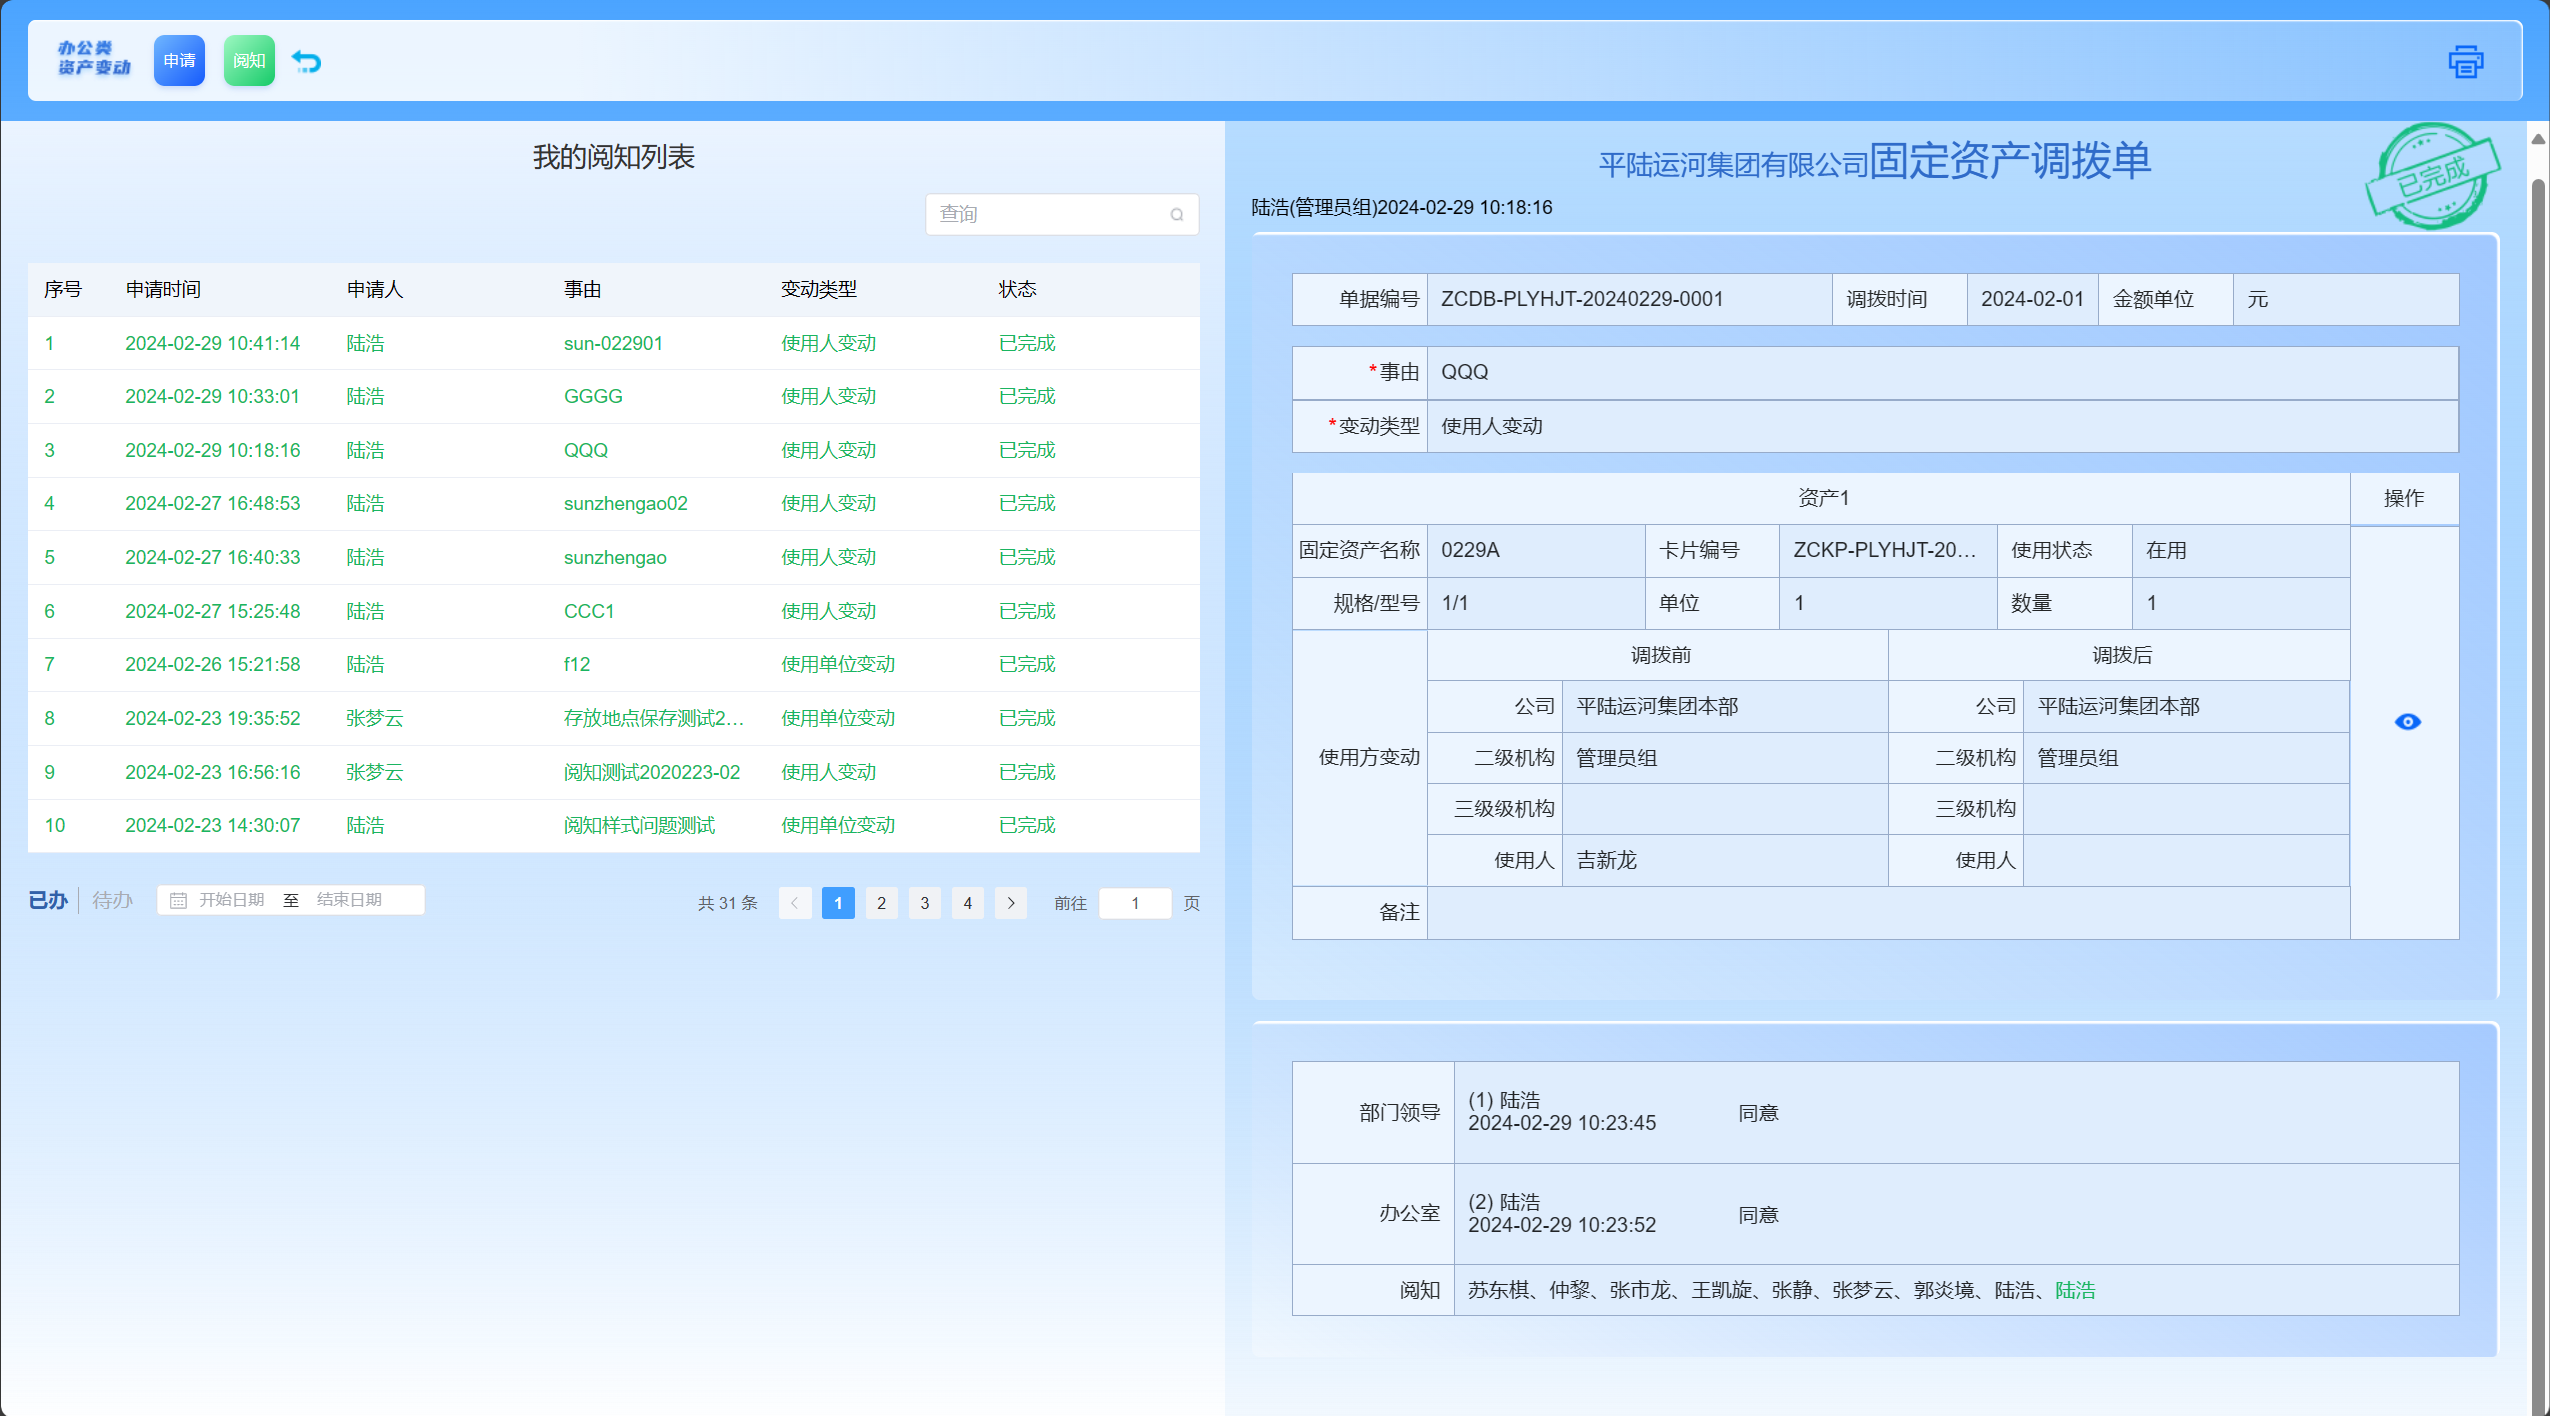 办公类
资产变动
申请
阅知
我的阅知列表
查询
序号 申请时间 申请人 事由 变动类型 状态
1 2024-02-29 10:41:14 陆浩 sun-022901 使用人变动 已完成
2 2024-02-29 10:33:01 陆浩 GGGG 使用人变动 已完成
3 2024-02-29 10:18:16 陆浩 QQQ 使用人变动 已完成
4 2024-02-27 16:48:53 陆浩 sunzhengao02 使用人变动 已完成
5 2024-02-27 16:40:33 陆浩 sunzhengao 使用人变动 已完成
6 2024-02-27 15:25:48 陆浩 CCC1 使用人变动 已完成
7 2024-02-26 15:21:58 陆浩 f12 使用单位变动 已完成
8 2024-02-23 19:35:52 张梦云 存放地点保存测试2... 使用单位变动 已完成
9 2024-02-23 16:56:16 张梦云 阅知测试2020223-02 使用人变动 已完成
10 2024-02-23 14:30:07 陆浩 阅知样式问题测试 使用单位变动 已完成
已办 待办 开始日期 至 结束日期 共 31 条 1 2 3 4 前往 1 页
平陆运河集团有限公司固定资产调拨单
已完成
陆浩(管理员组)2024-02-29 10:18:16
单据编号 ZCDB-PLYHJT-20240229-0001 调拨时间 2024-02-01 金额单位 元
*事由 QQQ
*变动类型 使用人变动
资产1 操作
固定资产名称 0229A 卡片编号 ZCKP-PLYHJT-20... 使用状态 在用
规格/型号 1/1 单位 1 数量 1
使用方变动
调拨前 调拨后
公司 平陆运河集团本部 公司 平陆运河集团本部
二级机构 管理员组 二级机构 管理员组
三级级机构 三级机构
使用人 吉新龙 使用人
备注
部门领导 (1) 陆浩 同意
2024-02-29 10:23:45
办公室 (2) 陆浩 同意
2024-02-29 10:23:52
阅知 苏东棋、仲黎、张市龙、王凯旋、张静、张梦云、郭炎境、陆浩、陆浩